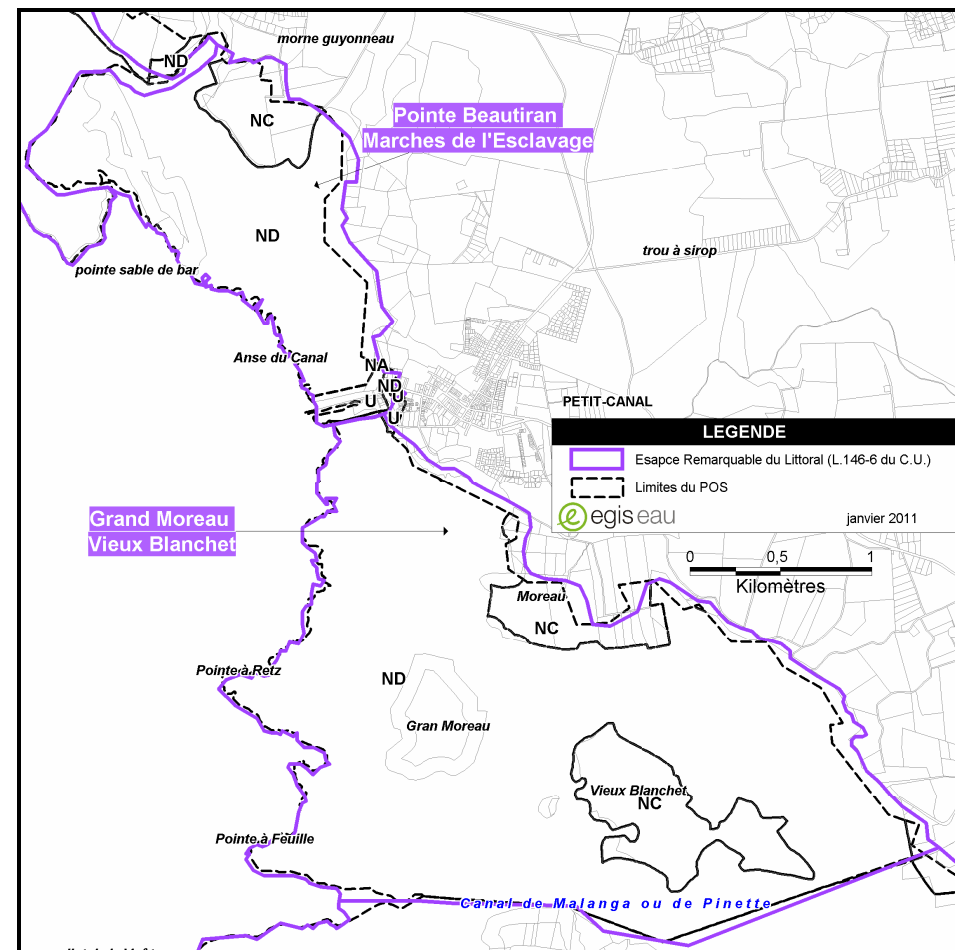 morne guyonneau
ND
NC
Pointe Beautiran
Marches de l'Esclavage
ND
trou à sirop
pointe sable de bar
Anse du Canal
NA
ND
U
U
U
PETIT-CANAL
LEGENDE
Esapce Remarquable du Littoral (L.146-6 du C.U.)
Limites du POS
egis eau
janvier 2011
Grand Moreau
Vieux Blanchet
0 0,5 1
Kilomètres
Moreau
NC
Pointe à Retz
ND
Gran Moreau
Vieux Blanchet
NC
Pointe à Feuille
Canal de Malanga ou de Pinette